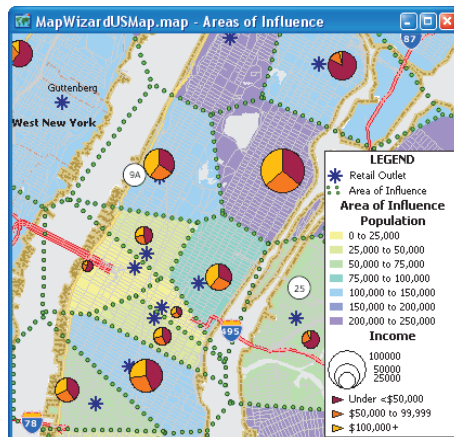 MapWizardUSMap.map - Areas of Influence
87
Guttenberg
West New York
9A
25
495
78
LEGEND
Retail Outlet
Area of Influence
Area of Influence
Population
0 to 25,000
25,000 to 50,000
50,000 to 75,000
75,000 to 100,000
100,000 to 150,000
150,000 to 200,000
200,000 to 250,000
Income
100000
50000
25000
Under <$50,000
$50,000 to 99,999
$100,000+